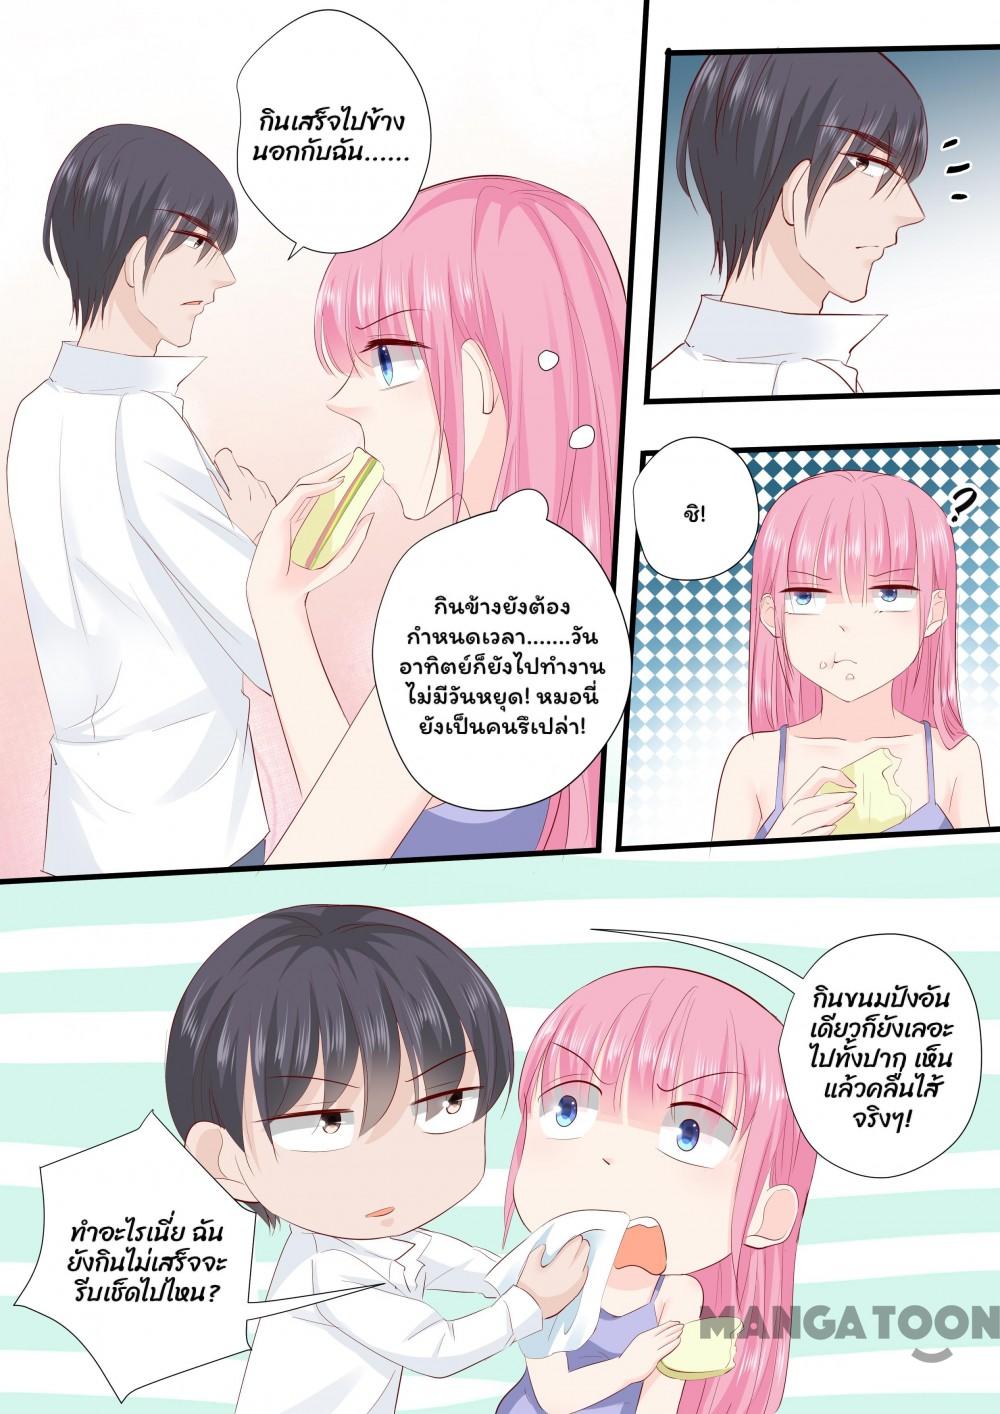 กินเสร็จไปข้าง
นอกกับฉัน......
กินข้างยังต้อง
กำหนดเวลา.......วัน
อาทิตย์ก็ยังไปทำงาน
ไม่มีวันหยุด! หมอนี่
ยังเป็นคนรึเปล่า!
ชิ!
?
กินขนมปังอัน
เดียวก็ยังเลอะ
ไปทั้งปาก เห็น
แล้วคลื่นไส้
จริงๆ!
ทำอะไรเนี่ย ฉัน
ยังกินไม่เสร็จจะ
รีบเช็ดไปไหน?
MANGATOON